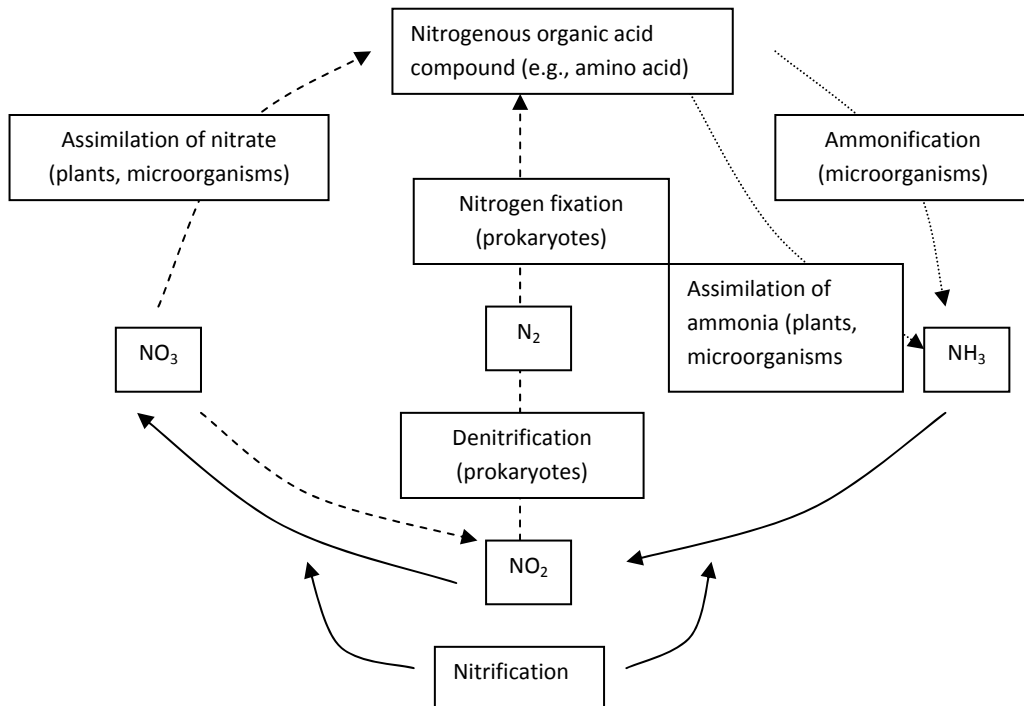 Nitrogenous organic acid
compound (e.g., amino acid)
Assimilation of nitrate
(plants, microorganisms)
Ammonification
(microorganisms)
Nitrogen fixation
(prokaryotes)
Assimilation of
ammonia (plants,
microorganisms
N₂
NO₃
NH₃
Denitrification
(prokaryotes)
NO₂
Nitrification